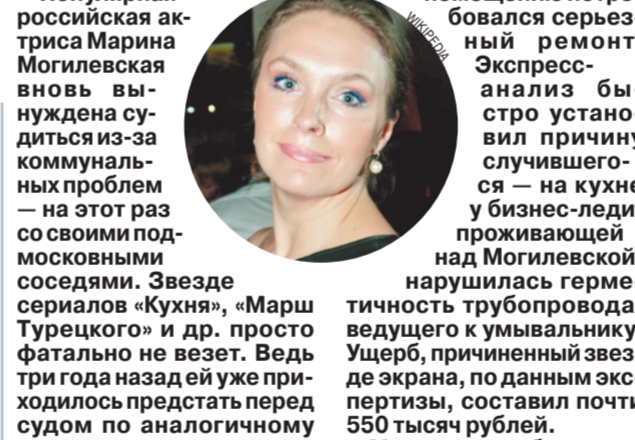 российская ак-
триса Марина
Могилевская
вновь вы-
нуждена су-
диться из-за
коммуналь-
ных проблем
— на этот раз
со своими под-
московными
соседями. Звезде
сериалов «Кухня», «Марш
Турецкого» и др. просто
фатально не везет. Ведь
три года назад ей уже при-
ходилось предстать перед
судом по аналогичному
WIKIPEDIA
бовался серьез-
ный ремонт
Экспресс-
анализ бы-
стро устано-
вил причину
случившего-
ся — на кухне
у бизнес-леди
проживающей
над Могилевской
нарушилась герме-
тичность трубопровода
ведущего к умывальнику
Ущерб, причиненный звез-
де экрана, по данным экс-
пертизы, составил почти
550 тысяч рублей.